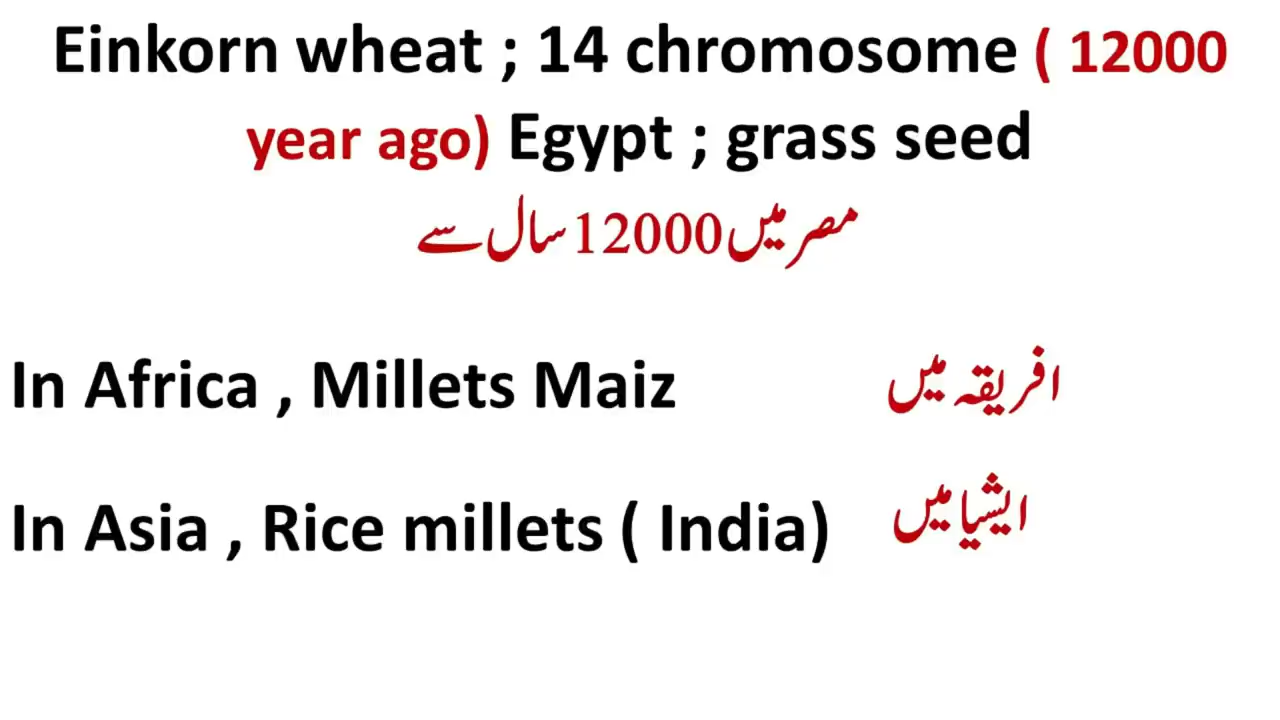 Einkorn wheat ; 14 chromosome ( 12000
year ago) Egypt ; grass seed
مصر میں 12000 سال سے
In Africa , Millets Maiz افریقہ میں
In Asia , Rice millets ( India) ایشیا میں